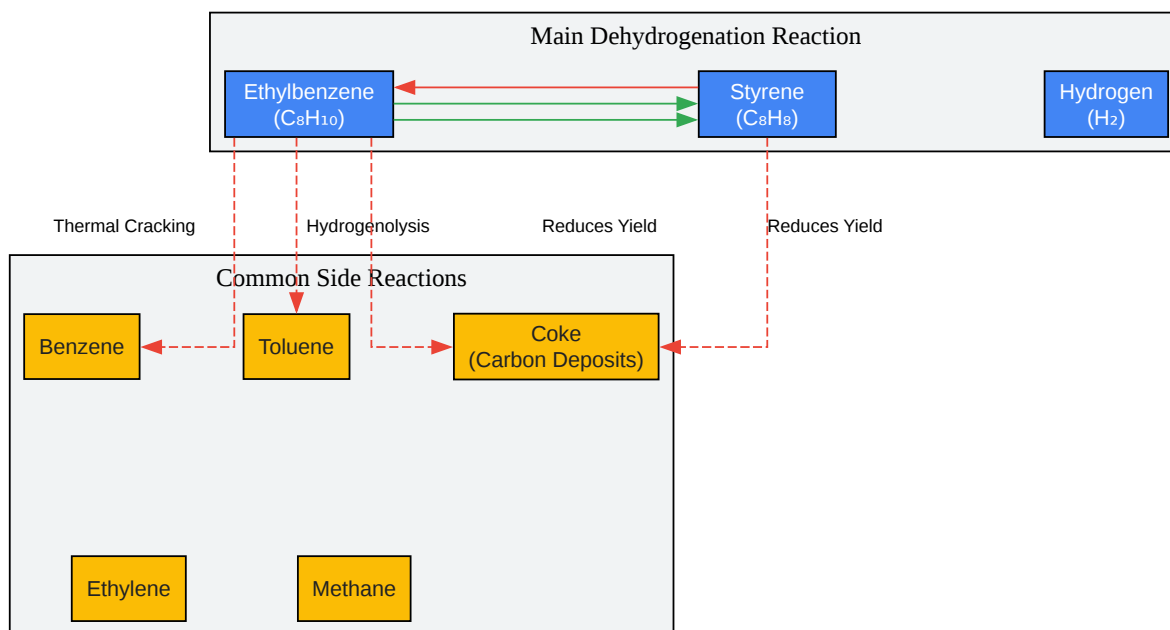 Main Dehydrogenation Reaction
Ethylbenzene
(C₈H₁₀)
Styrene
(C₈H₈)
Hydrogen
(H₂)
Thermal Cracking
Hydrogenolysis
Reduces Yield
Reduces Yield
Common Side Reactions
Benzene
Toluene
Coke
(Carbon Deposits)
Ethylene
Methane